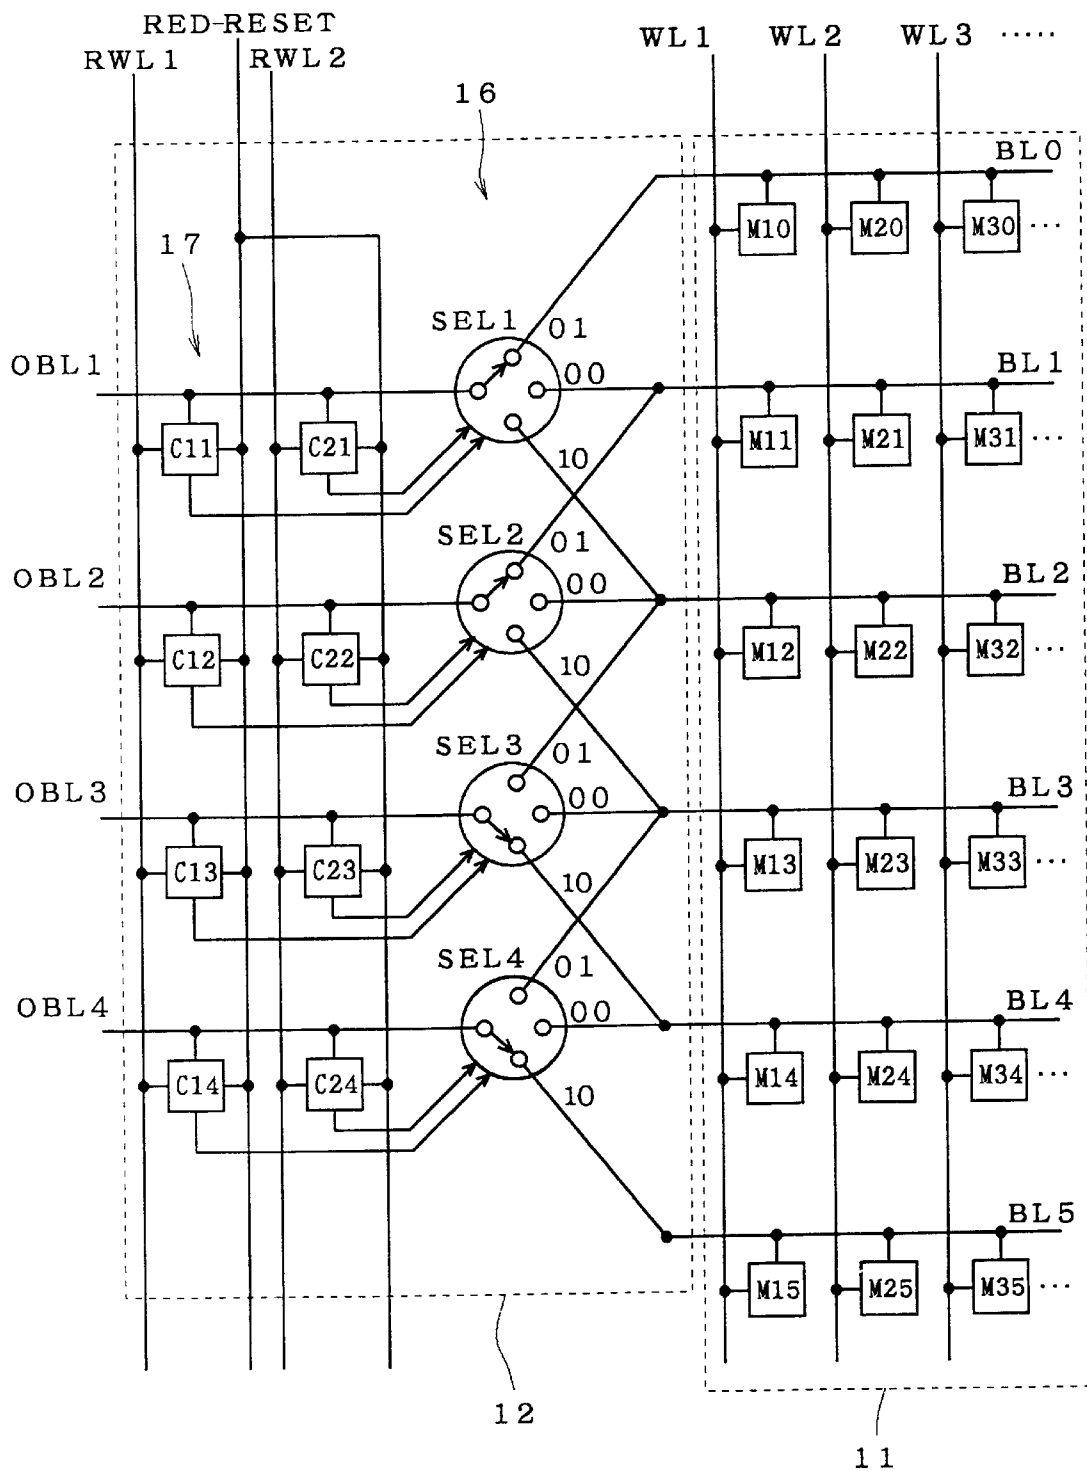 RED-RESET
RWL1 RWL2
WL1 WL2 WL3 .....
16
BL0
M10 M20 M30 ...
17
SEL1
01
00
10
OBL1
BL1
C11 C21
M11 M21 M31 ...
SEL2
01
00
10
OBL2
BL2
C12 C22
M12 M22 M32 ...
SEL3
01
00
10
OBL3
BL3
C13 C23
M13 M23 M33 ...
SEL4
01
00
10
OBL4
BL4
C14 C24
M14 M24 M34 ...
BL5
M15 M25 M35 ...
12
11